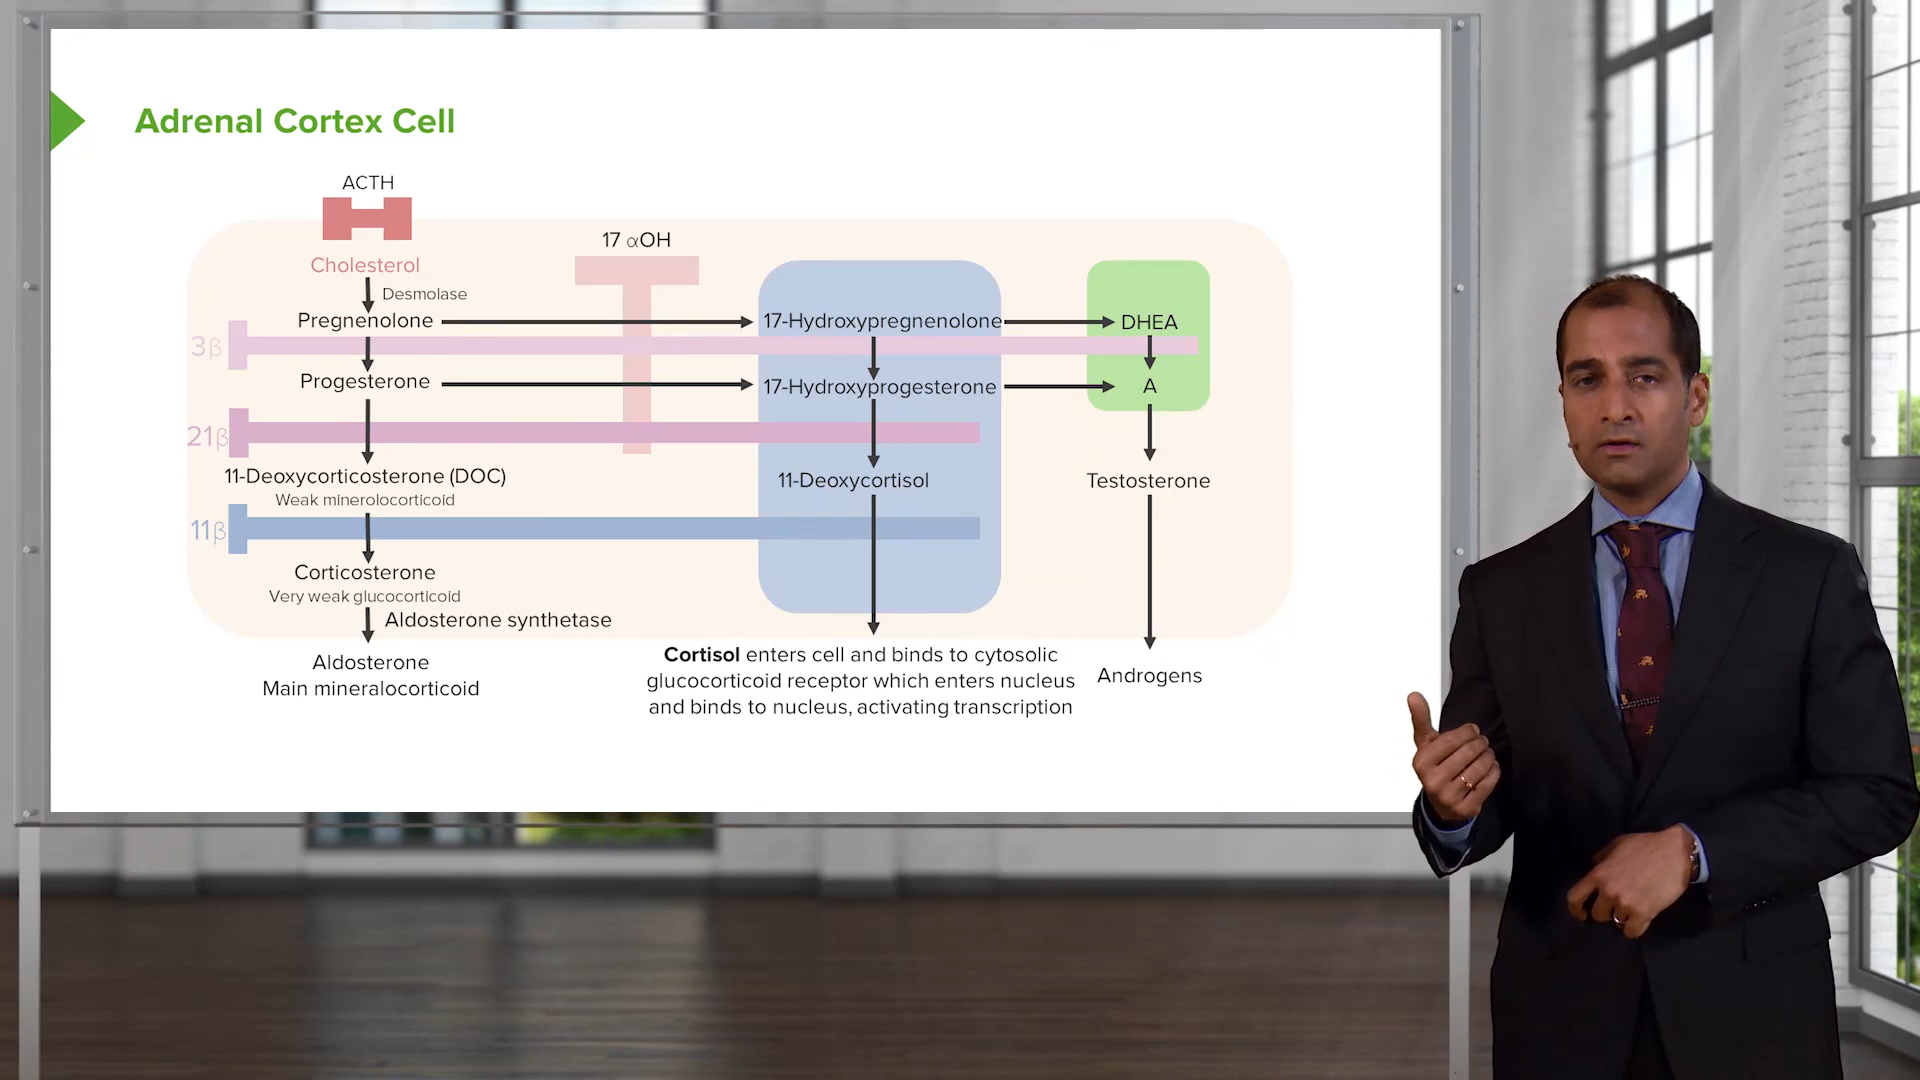 Adrenal Cortex Cell
ACTH
17 αOH
Cholesterol
Desmolase
Pregnenolone
17-Hydroxypregnenolone
DHEA
3β
Progesterone
17-Hydroxyprogesterone
A
21β
11-Deoxycorticosterone (DOC)
Weak minerolocorticoid
11-Deoxycortisol
Testosterone
11β
Corticosterone
Very weak glucocorticoid
Aldosterone synthetase
Aldosterone
Main mineralocorticoid
Cortisol enters cell and binds to cytosolic
glucocorticoid receptor which enters nucleus
and binds to nucleus, activating transcription
Androgens